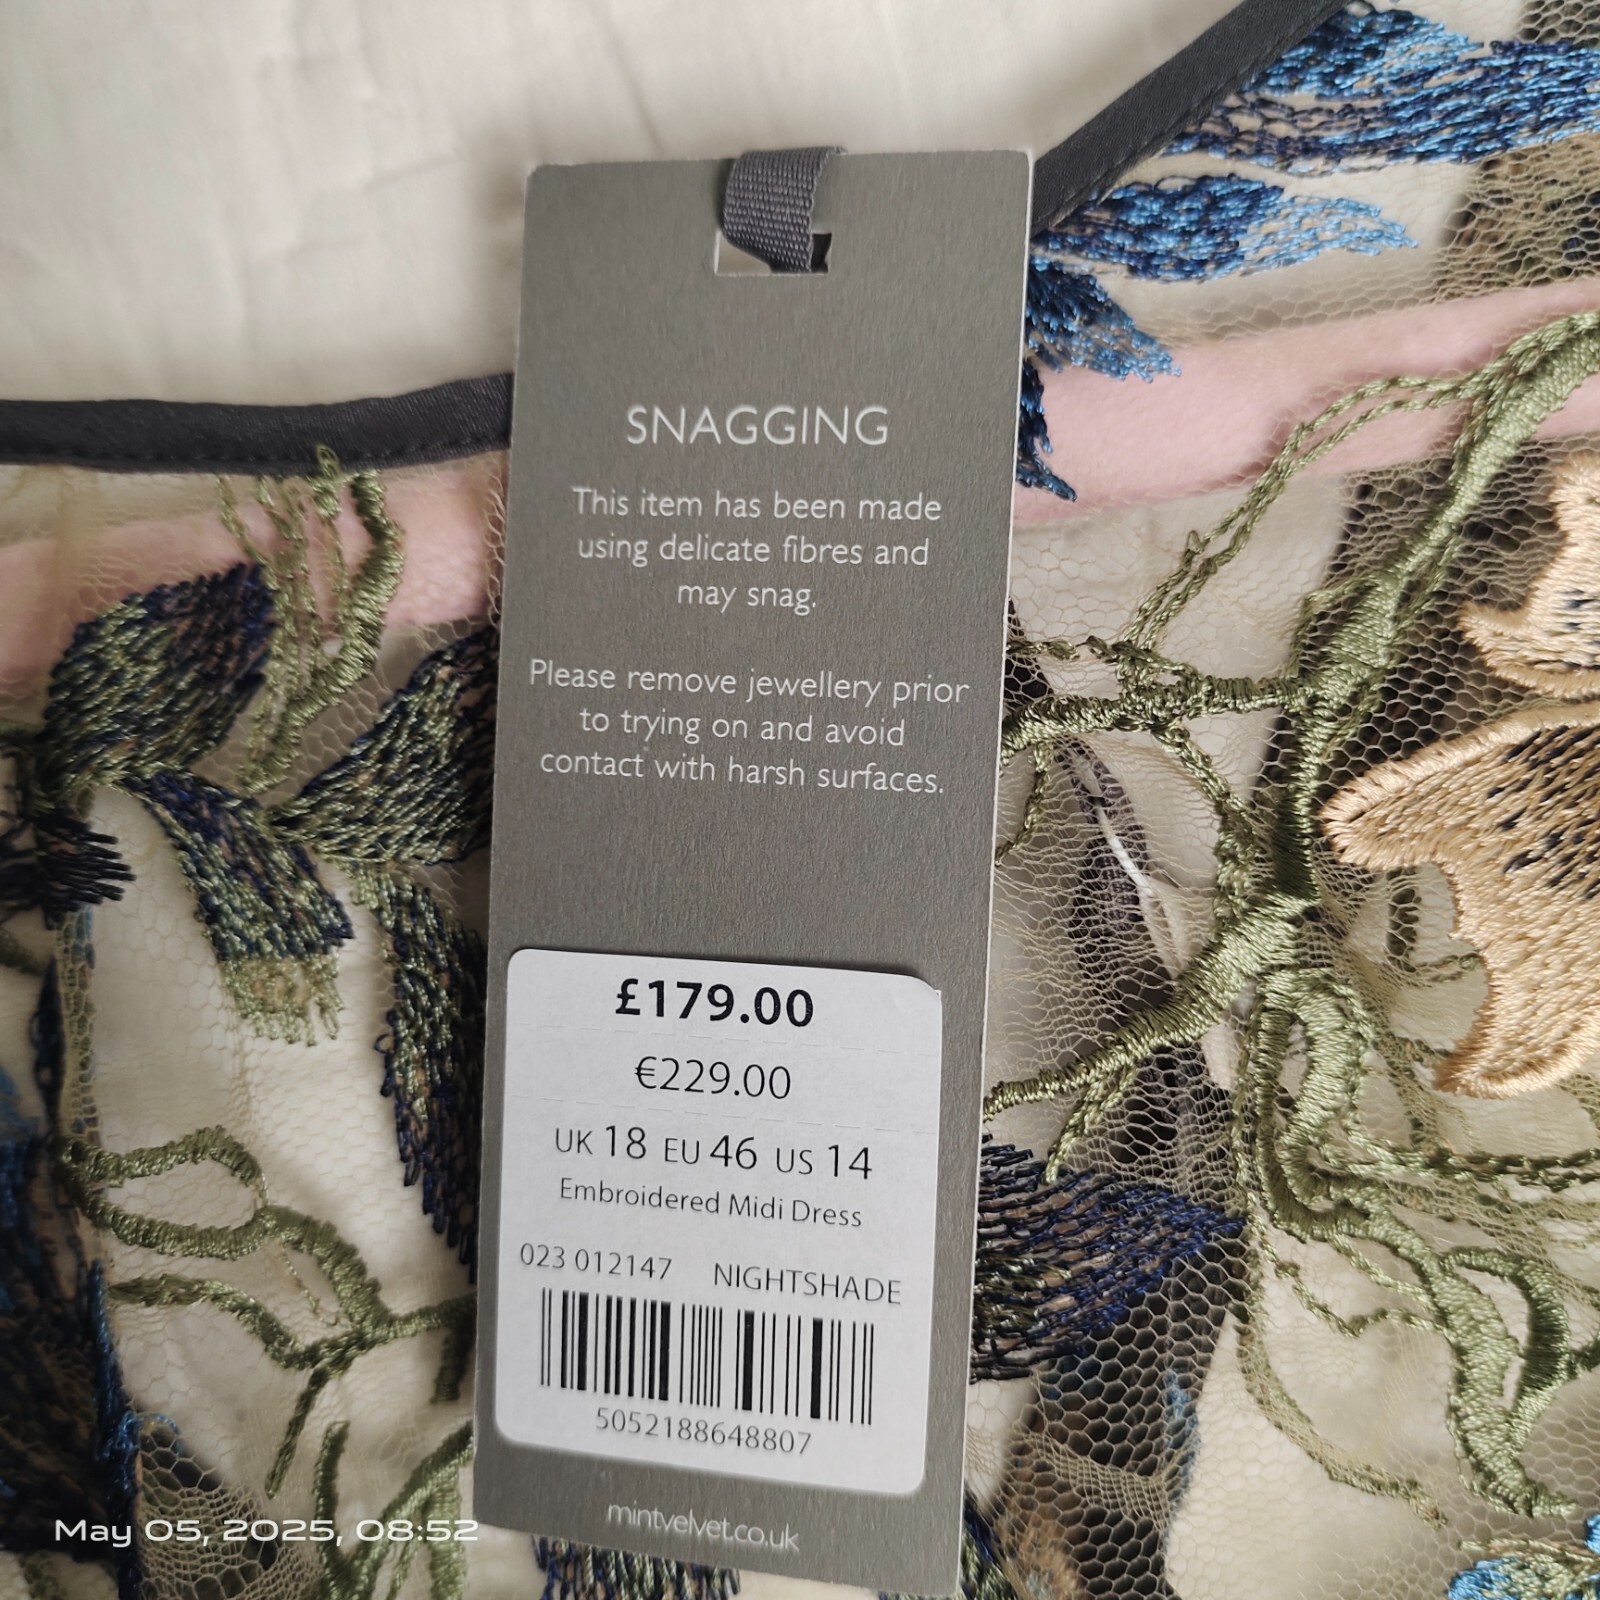 SNAGGING
This item has been made
using delicate fibres and
may snag.
Please remove jewellery prior
to trying on and avoid
contact with harsh surfaces.
£179.00
€229.00
UK 18 EU 46 US 14
Embroidered Midi Dress
023 012147 NIGHTSHADE
5052188648807
mintvelvet.co.uk
May 05, 2025, 08:52